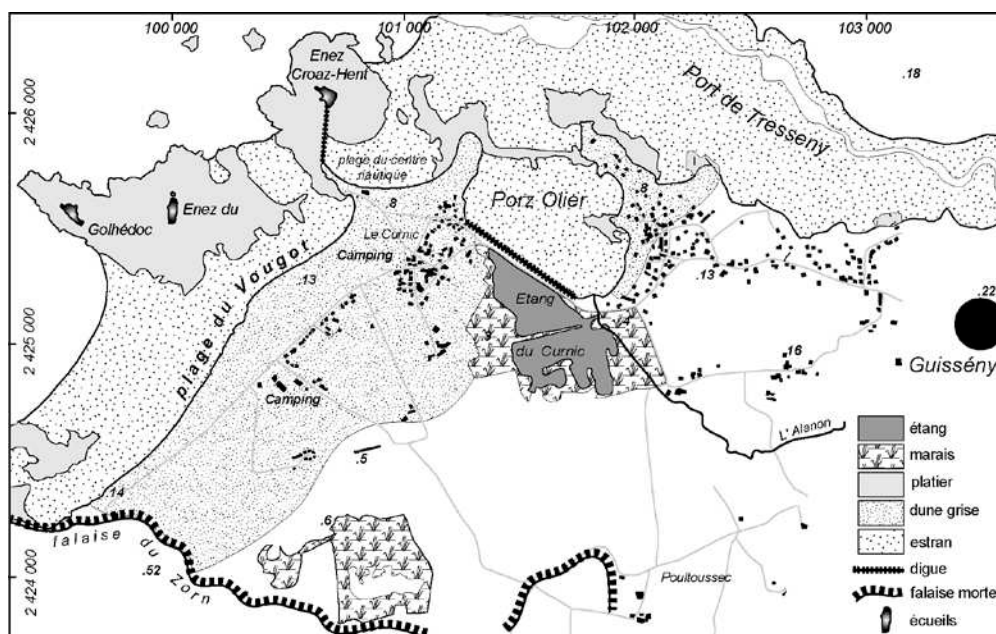 100 000
101 000
102 000
103 000
2 426 000
2 425 000
2 424 000
Enez
Croaz-Hent
.18
Port de Tresseny
plage du centre
nautique
8
.8
Enez du
Golhédoc
Porz Olier
Le Curnic
Camping
.13
.13
plage du Vougot
Etang
du Curnic
.22
Guissény
16
Camping
L'Alanon
.5
.14
.6
falaise du Zorn
.52
Poultoussec
étang
marais
platier
dune grise
estran
digue
falaise morte
écueils